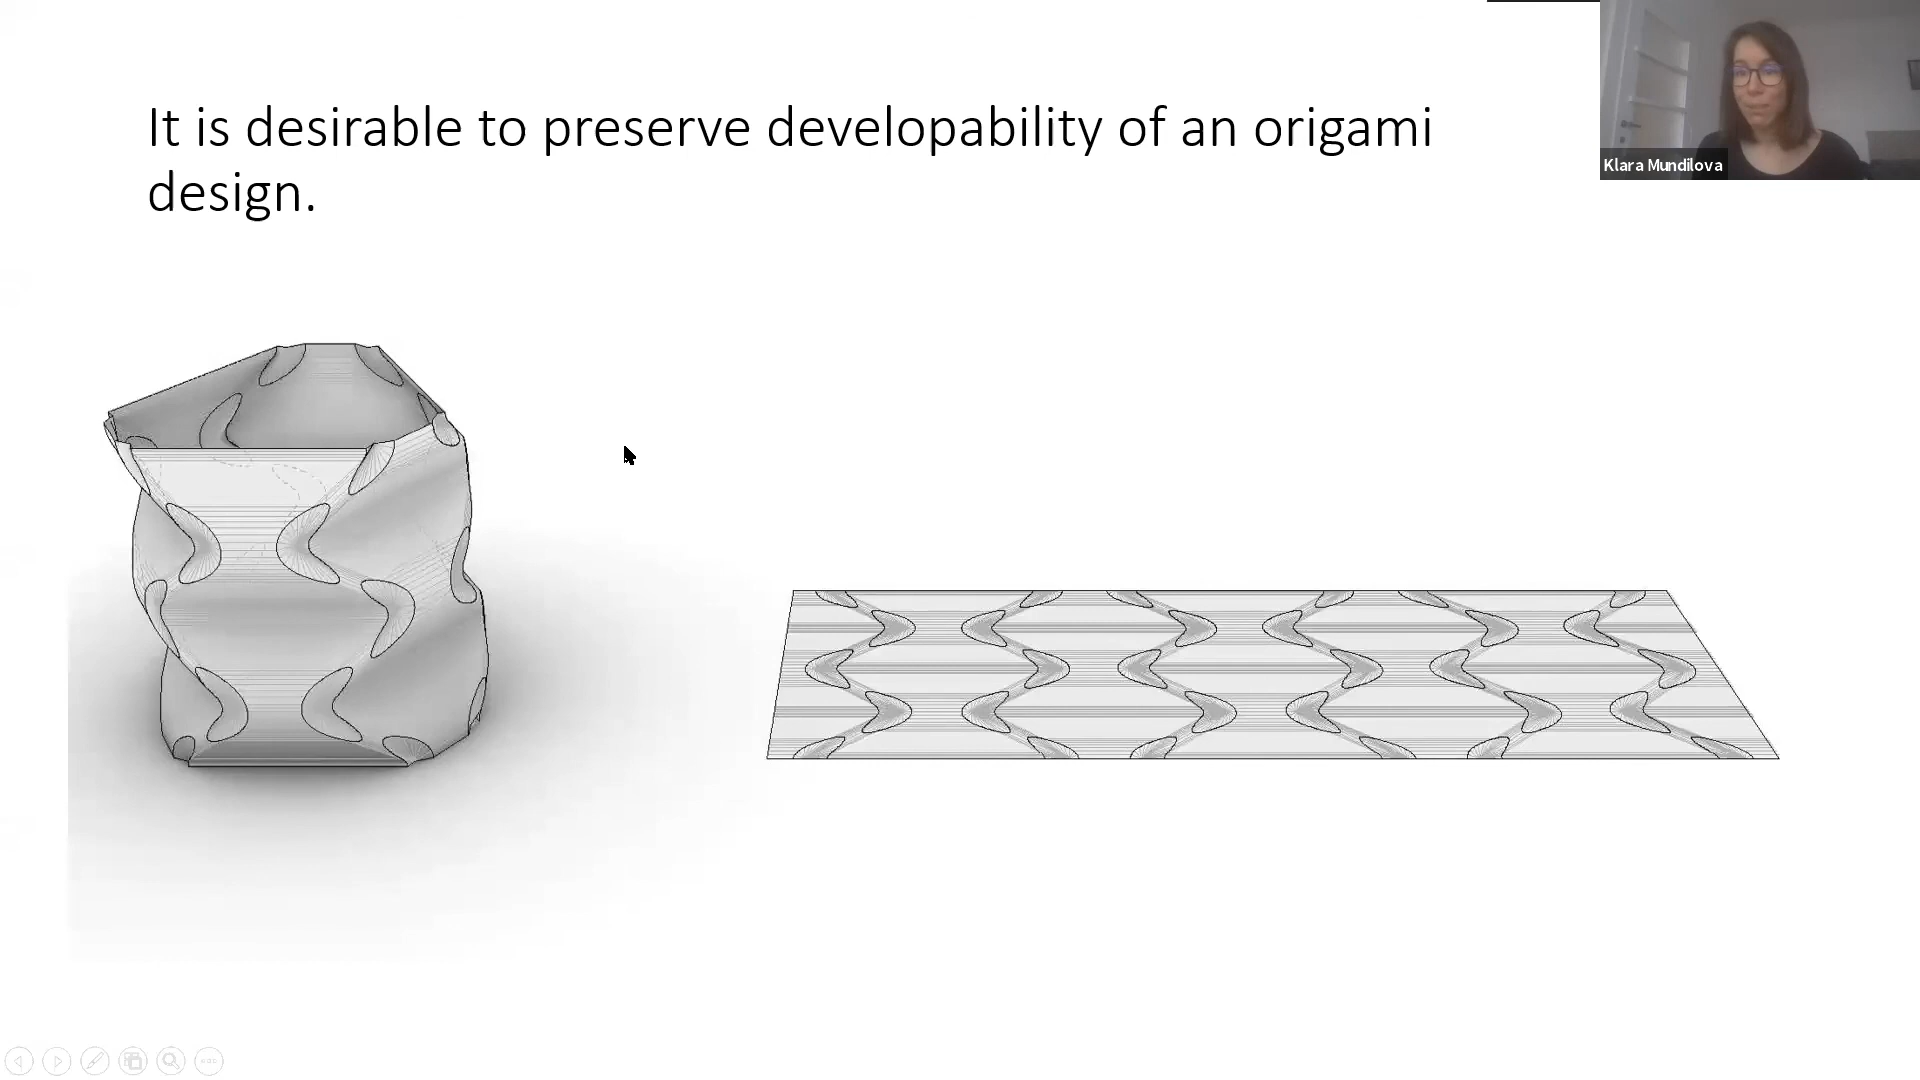 It is desirable to preserve developability of an origami
design.
Klara Mundilova